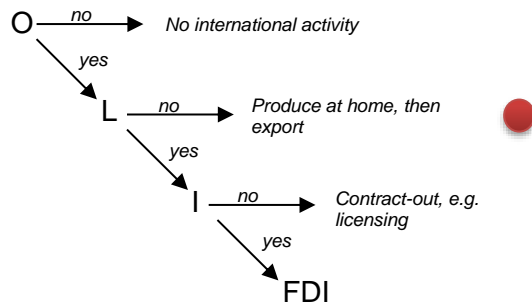 O no No international activity
yes
L no Produce at home, then
export
yes
I no Contract-out, e.g.
licensing
yes
FDI